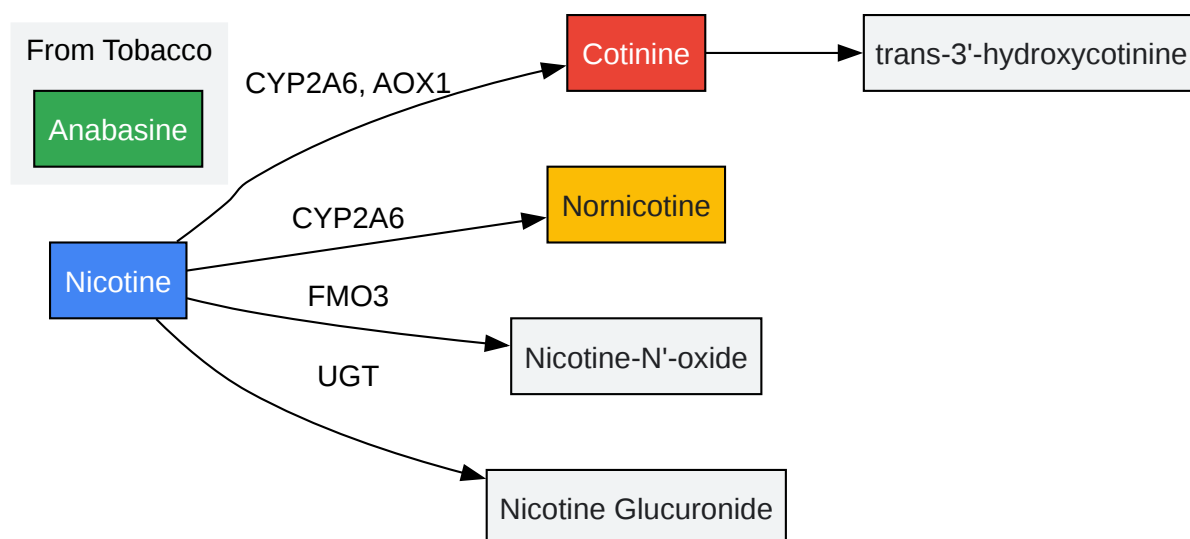 From Tobacco
Anabasine
CYP2A6, AOX1
Cotinine
trans-3'-hydroxycotinine
CYP2A6
Nornicotine
Nicotine
FMO3
Nicotine-N'-oxide
UGT
Nicotine Glucuronide